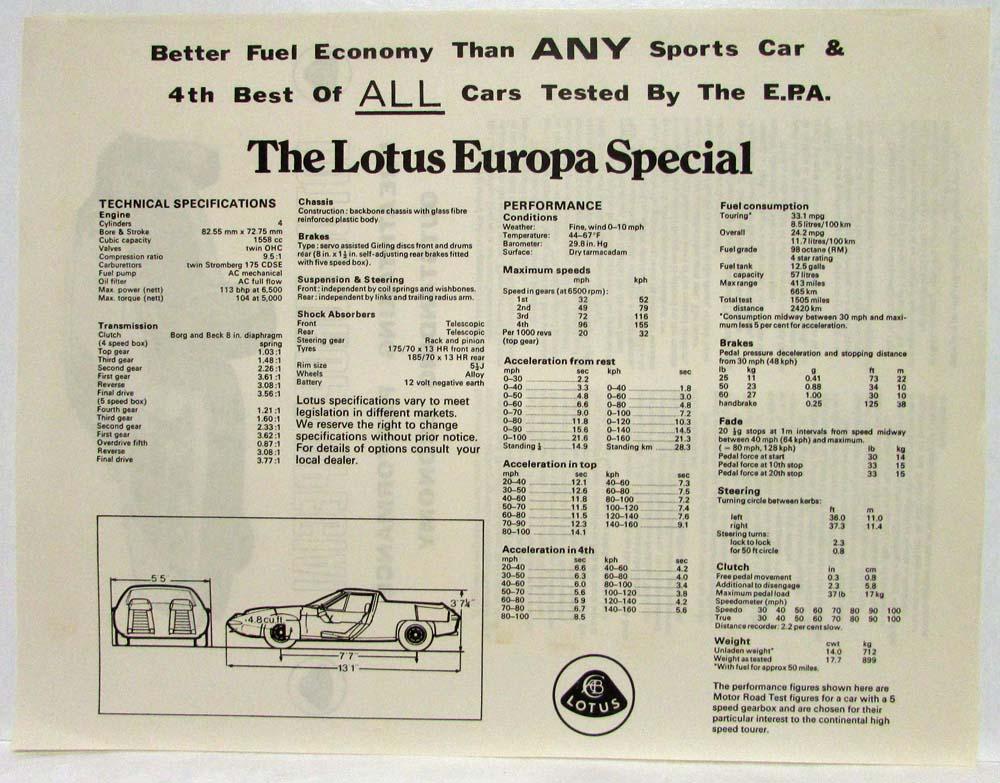 Better Fuel Economy Than ANY Sports Car &
4th Best Of ALL Cars Tested By The E.P.A.
The Lotus Europa Special
TECHNICAL SPECIFICATIONS
Engine
Cylinders 4
Bore & Stroke 82.55 mm x 72.75 mm
Cubic capacity 1558 cc
Valves twin OHC
Compression ratio 9.5:1
Carburettors twin Stromberg 175 CDSE
Fuel pump AC mechanical
Oil filter AC full flow
Max. power (nett) 113 bhp at 6,500
Max. torque (nett) 104 at 5,000
Transmission
Clutch Borg and Beck 8 in. diaphragm
(4 speed box) spring
Top gear 1.03:1
Third gear 1.48:1
Second gear 2.26:1
First gear 3.61:1
Reverse 3.08:1
Final drive 3.56:1
(5 speed box)
Fourth gear 1.21:1
Third gear 1.60:1
Second gear 2.33:1
First gear 3.62:1
Overdrive fifth 0.87:1
Reverse 3.08:1
Final drive 3.77:1
Chassis
Construction: backbone chassis with glass fibre
reinforced plastic body.
Brakes
Type: servo assisted Girling discs front and drums
rear (8 in. x 1½ in. self-adjusting rear brakes fitted
with five speed box).
Suspension & Steering
Front: independent by coil springs and wishbones.
Rear: independent by links and trailing radius arm.
Shock Absorbers
Front Telescopic
Rear Telescopic
Steering gear Rack and pinion
Tyres 175/70 x 13 HR front and
185/70 x 13 HR rear
Rim size 5½J
Wheels Alloy
Battery 12 volt negative earth
Lotus specifications vary to meet
legislation in different markets.
We reserve the right to change
specifications without prior notice.
For details of options consult your
local dealer.
5 5
4.8 cu.ft
3'7¼"
7 7
13 1
PERFORMANCE
Conditions
Weather: Fine, wind 0-10 mph
Temperature: 44-67°F
Barometer: 29.8 in. Hg
Surface: Dry tarmacadam
Maximum speeds
mph kph
Speed in gears (at 6500 rpm):
1st 32 52
2nd 49 79
3rd 72 116
4th 96 155
Per 1000 revs 20 32
(top gear)
Acceleration from rest
mph sec kph sec
0-30 2.2
0-40 3.3 0-40 1.8
0-50 4.8 0-60 3.0
0-60 6.6 0-80 4.8
0-70 9.0 0-100 7.2
0-80 11.8 0-120 10.3
0-90 15.6 0-140 14.5
0-100 21.6 0-160 21.3
Standing ¼ 14.9 Standing km 28.3
Acceleration in top
mph sec kph sec
20-40 12.1 40-60 7.3
30-50 12.6 60-80 7.5
40-60 11.8 80-100 7.2
50-70 11.5 100-120 7.4
60-80 11.5 120-140 7.6
70-90 12.3 140-160 9.1
80-100 14.1
Acceleration in 4th
mph sec kph sec
20-40 6.6 40-60 4.2
30-50 6.3 60-80 4.0
40-60 6.0 80-100 3.4
50-70 5.6 100-120 3.8
60-80 5.9 120-140 4.2
70-80 6.7 140-160 5.6
80-100 8.5
LOTUS
Fuel consumption
Touring* 33.1 mpg
8.5 litres/100 km
Overall 24.2 mpg
11.7 litres/100 km
Fuel grade 98 octane (RM)
4 star rating
Fuel tank 12.5 galls
capacity 57 litres
Max range 413 miles
665 km
Total test 1505 miles
distance 2420 km
*Consumption midway between 30 mph and maxi-
mum less 5 per cent for acceleration.
Brakes
Pedal pressure deceleration and stopping distance
from 30 mph (48 kph)
lb kg g ft m
25 11 0.41 73 22
50 23 0.88 34 10
60 27 1.00 30 10
handbrake 0.25 125 38
Fade
20 ½g stops at 1m intervals from speed midway
between 40 mph (64 kph) and maximum.
(= 80 mph, 128 kph) lb kg
Pedal force at start 30 14
Pedal force at 10th stop 33 15
Pedal force at 20th stop 33 15
Steering
Turning circle between kerbs:
ft m
left 36.0 11.0
right 37.3 11.4
Steering turns:
lock to lock 2.3
for 50 ft circle 0.8
Clutch in cm
Free pedal movement 0.3 0.8
Additional to disengage 2.3 5.8
Maximum pedal load 37 lb 17 kg
Speedometer (mph)
Speedo 30 40 50 60 70 80 90 100
True 30 40 50 60 70 80 90 100
Distance recorder: 2.2 per cent slow.
Weight cwt kg
Unladen weight* 14.0 712
Weight as tested 17.7 899
*With fuel for approx 50 miles.
The performance figures shown here are
Motor Road Test figures for a car with a 5
speed gearbox and are chosen for their
particular interest to the continental high
speed tourer.